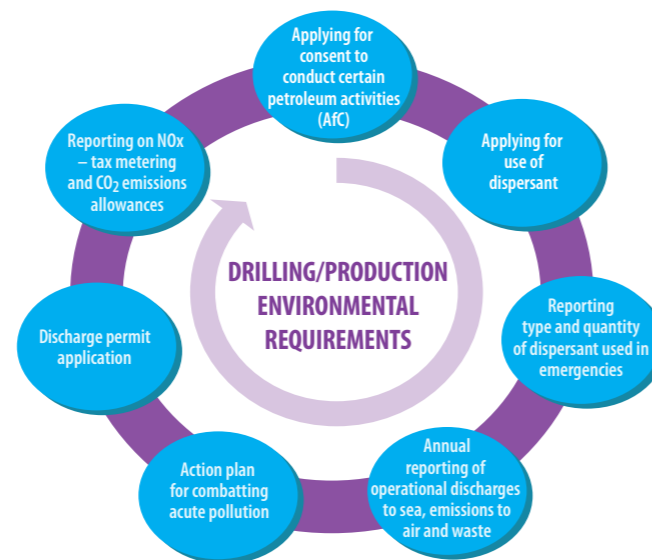 Applying for
consent to
conduct certain
petroleum activities
(AfC)
Applying for
use of
dispersant
Reporting
type and quantity
of dispersant used in
emergencies
Annual
reporting of
operational discharges
to sea, emissions to
air and waste
Action plan
for combatting
acute pollution
Discharge permit
application
Reporting on NOx
– tax metering
and CO₂ emissions
allowances
DRILLING/PRODUCTION
ENVIRONMENTAL
REQUIREMENTS